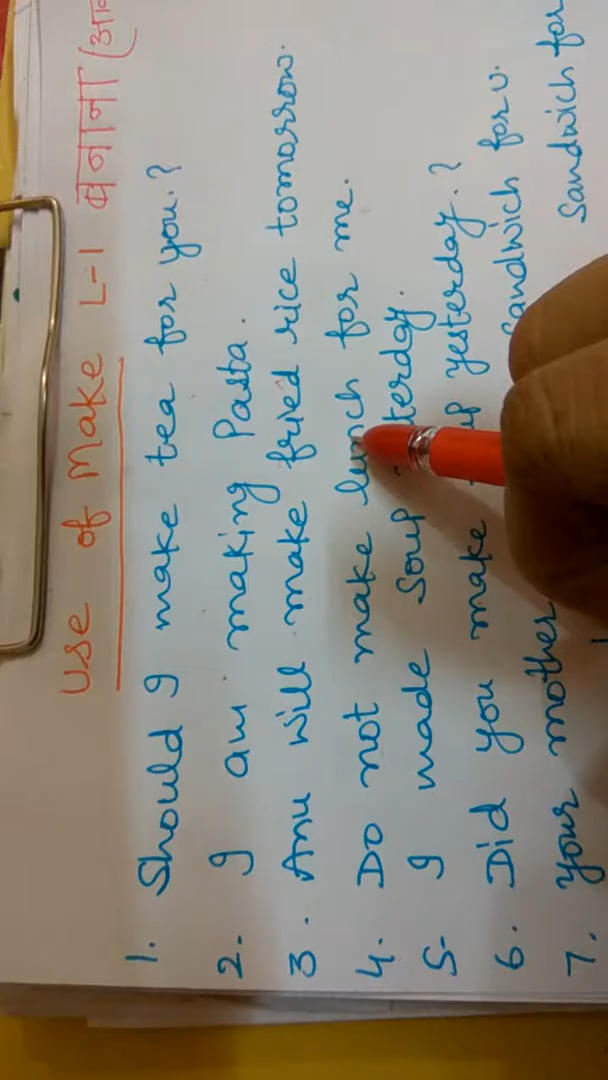 Use of Make L-1 बनाना
1. Should I make tea for you.?
2- I am making Pasta.
3. Anu will make fried rice tomorrow.
4. Do not make lunch for me.
5- I made soup yesterday.
6. Did you make yesterday.?
7. Your mother Sandwich for u.
Sandwich for